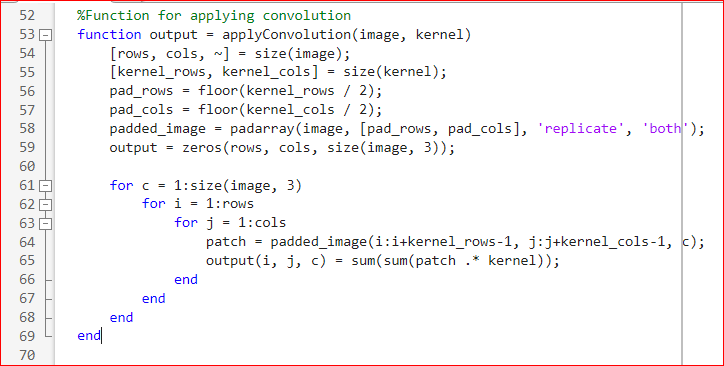 52 %Function for applying convolution
53 function output = applyConvolution(image, kernel)
54     [rows, cols, ~] = size(image);
55     [kernel_rows, kernel_cols] = size(kernel);
56     pad_rows = floor(kernel_rows / 2);
57     pad_cols = floor(kernel_cols / 2);
58     padded_image = padarray(image, [pad_rows, pad_cols], 'replicate', 'both');
59     output = zeros(rows, cols, size(image, 3));
60
61     for c = 1:size(image, 3)
62         for i = 1:rows
63             for j = 1:cols
64                 patch = padded_image(i:i+kernel_rows-1, j:j+kernel_cols-1, c);
65                 output(i, j, c) = sum(sum(patch .* kernel));
66             end
67         end
68     end
69 end
70